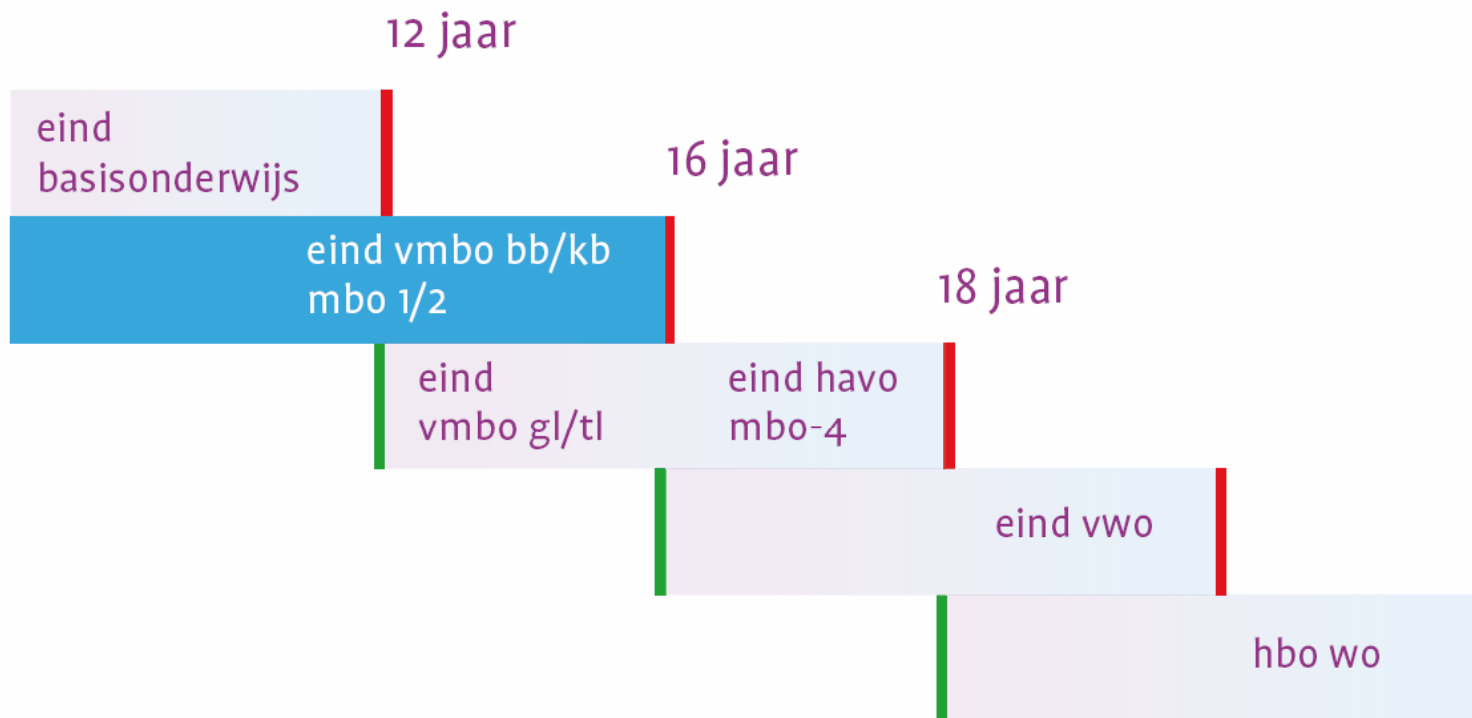 12 jaar
eind
basisonderwijs
16 jaar
eind vmbo bb/kb
mbo 1/2
18 jaar
eind
vmbo gl/tl
eind havo
mbo-4
eind vwo
hbo wo